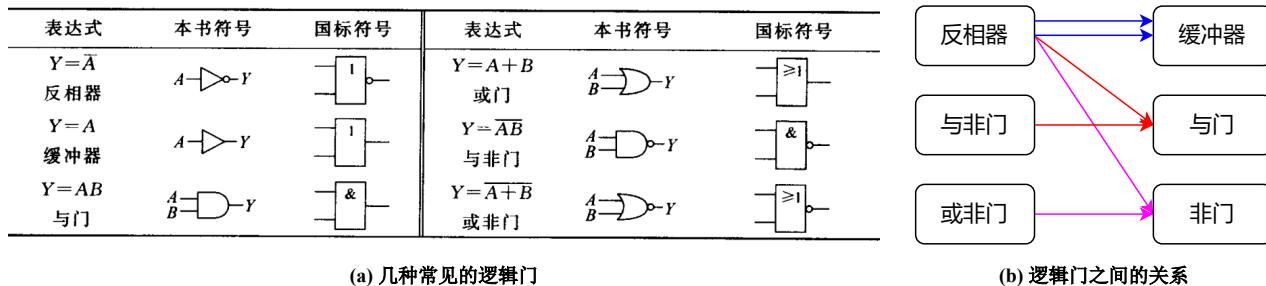 表达式 本书符号 国标符号 表达式 本书符号 国标符号
Y=A̅ A Y 1 Y=A+B A B Y ≥1
反相器 或门
Y=A A Y 1 Y=A̅B̅ A B Y &
缓冲器 与非门
Y=AB A B Y & Y=A̅+̅B̅ A B Y ≥1
与门 或非门
(a) 几种常见的逻辑门
反相器 缓冲器
与非门 与门
或非门 非门
(b) 逻辑门之间的关系